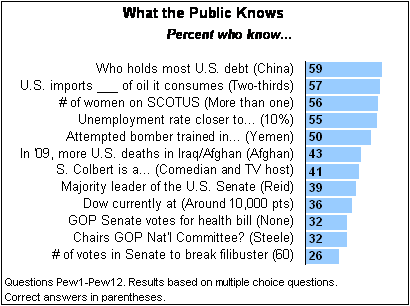 What the Public Knows
Percent who know...
Who holds most U.S. debt (China) 59
U.S. imports ___ of oil it consumes (Two-thirds) 57
# of women on SCOTUS (More than one) 56
Unemployment rate closer to... (10%) 55
Attempted bomber trained in... (Yemen) 50
In '09, more U.S. deaths in Iraq/Afghan (Afghan) 43
S. Colbert is a... (Comedian and TV host) 41
Majority leader of the U.S. Senate (Reid) 39
Dow currently at (Around 10,000 pts) 36
GOP Senate votes for health bill (None) 32
Chairs GOP Nat'l Committee? (Steele) 32
# of votes in Senate to break filibuster (60) 26
Questions Pew1-Pew12. Results based on multiple choice questions.
Correct answers in parentheses.